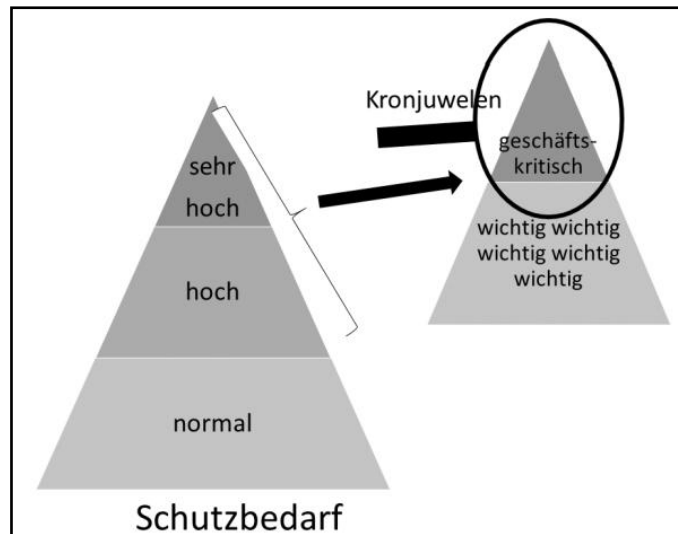 sehr
hoch
hoch
normal
Schutzbedarf
Kronjuwelen
geschäfts-
kritisch
wichtig wichtig
wichtig wichtig
wichtig